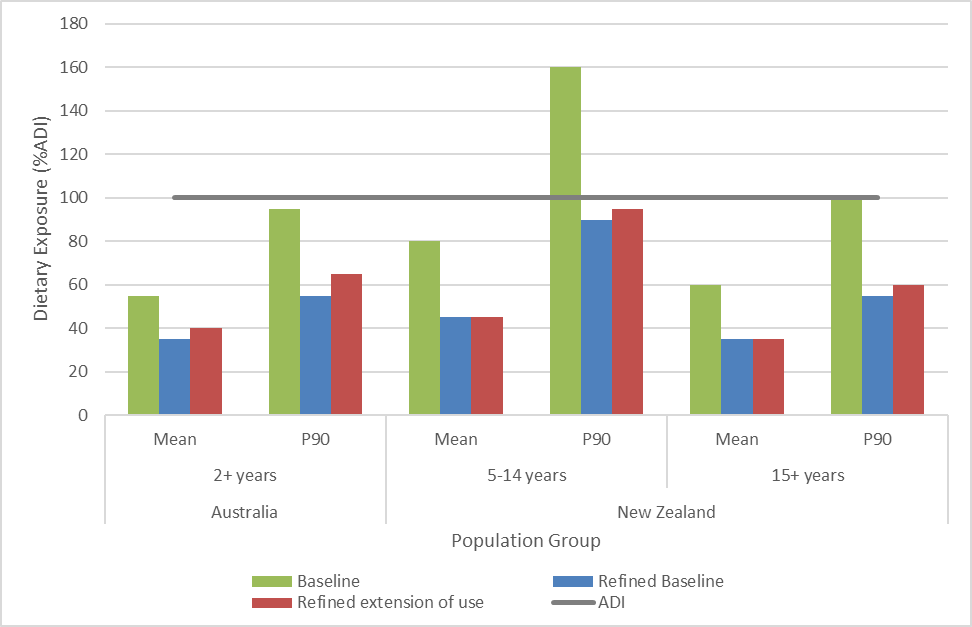 180
160
140
120
100
80
60
40
20
0
Dietary Exposure (%ADI)
Mean P90 Mean P90 Mean P90
2+ years 5-14 years 15+ years
Australia New Zealand
Population Group
Baseline Refined Baseline
Refined extension of use ADI